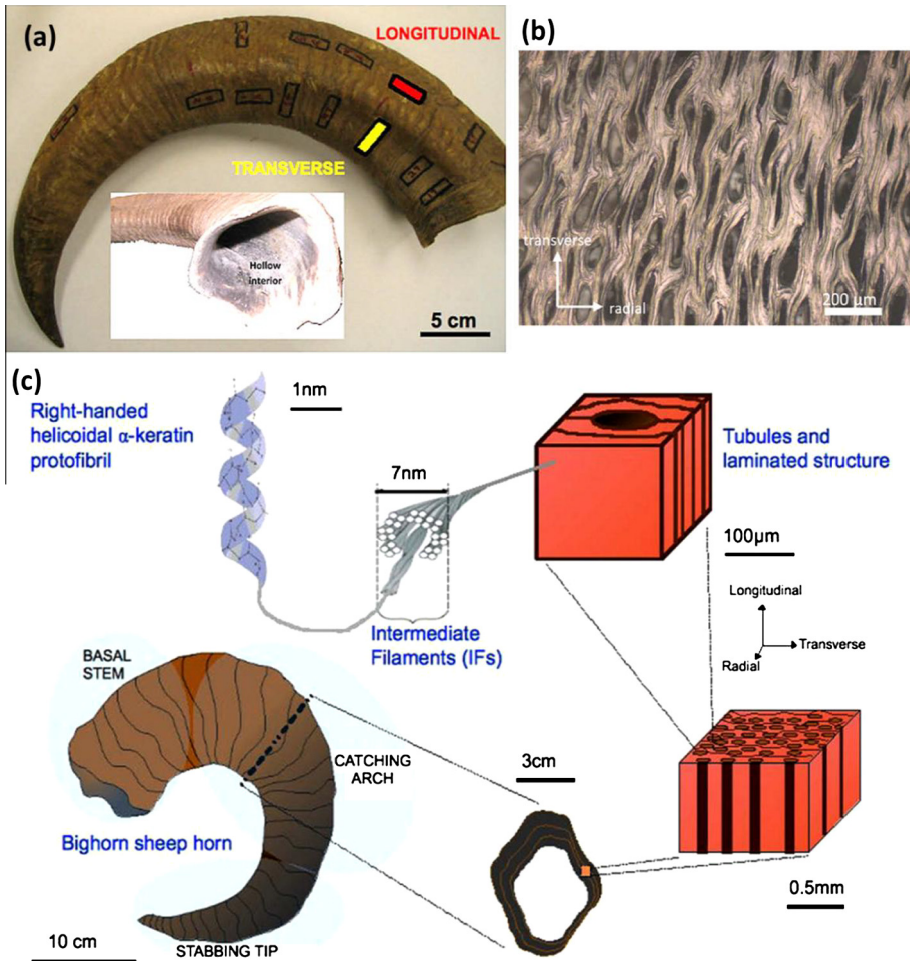 (a)
LONGITUDINAL
TRANSVERSE
Hollow
interior
5 cm
(b)
transverse
radial
200 µm
(c)
Right-handed
helicoidal α-keratin
protofibril
1nm
7nm
Intermediate
Filaments (IFs)
Tubules and
laminated structure
100µm
Longitudinal
Transverse
Radial
BASAL
STEM
CATCHING
ARCH
Bighorn sheep horn
STABBING TIP
10 cm
3cm
0.5mm